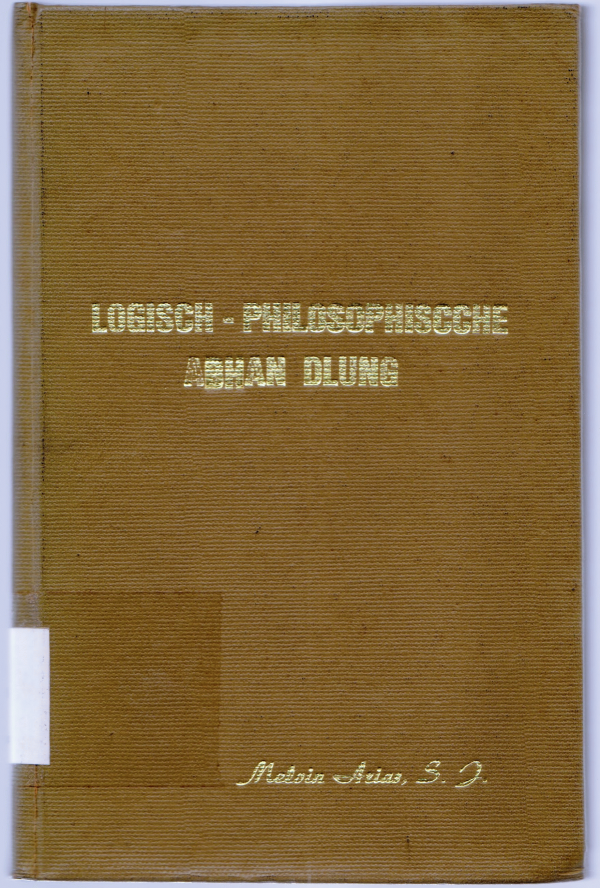 LOGISCH - PHILOSOPHISCCHE
ABHAN DLUNG
Melvin Arias, S. J.